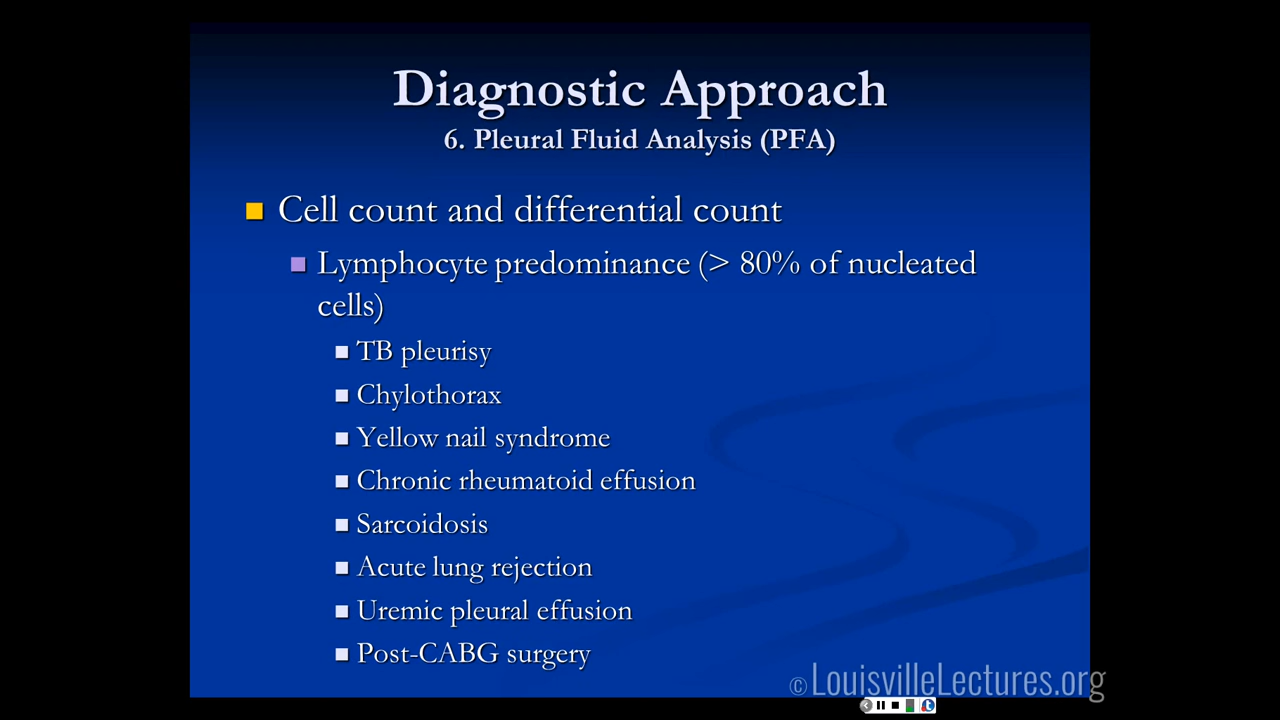 Diagnostic Approach
6. Pleural Fluid Analysis (PFA)
Cell count and differential count
Lymphocyte predominance (> 80% of nucleated
cells)
TB pleurisy
Chylothorax
Yellow nail syndrome
Chronic rheumatoid effusion
Sarcoidosis
Acute lung rejection
Uremic pleural effusion
Post-CABG surgery
© LouisvilleLectures.org